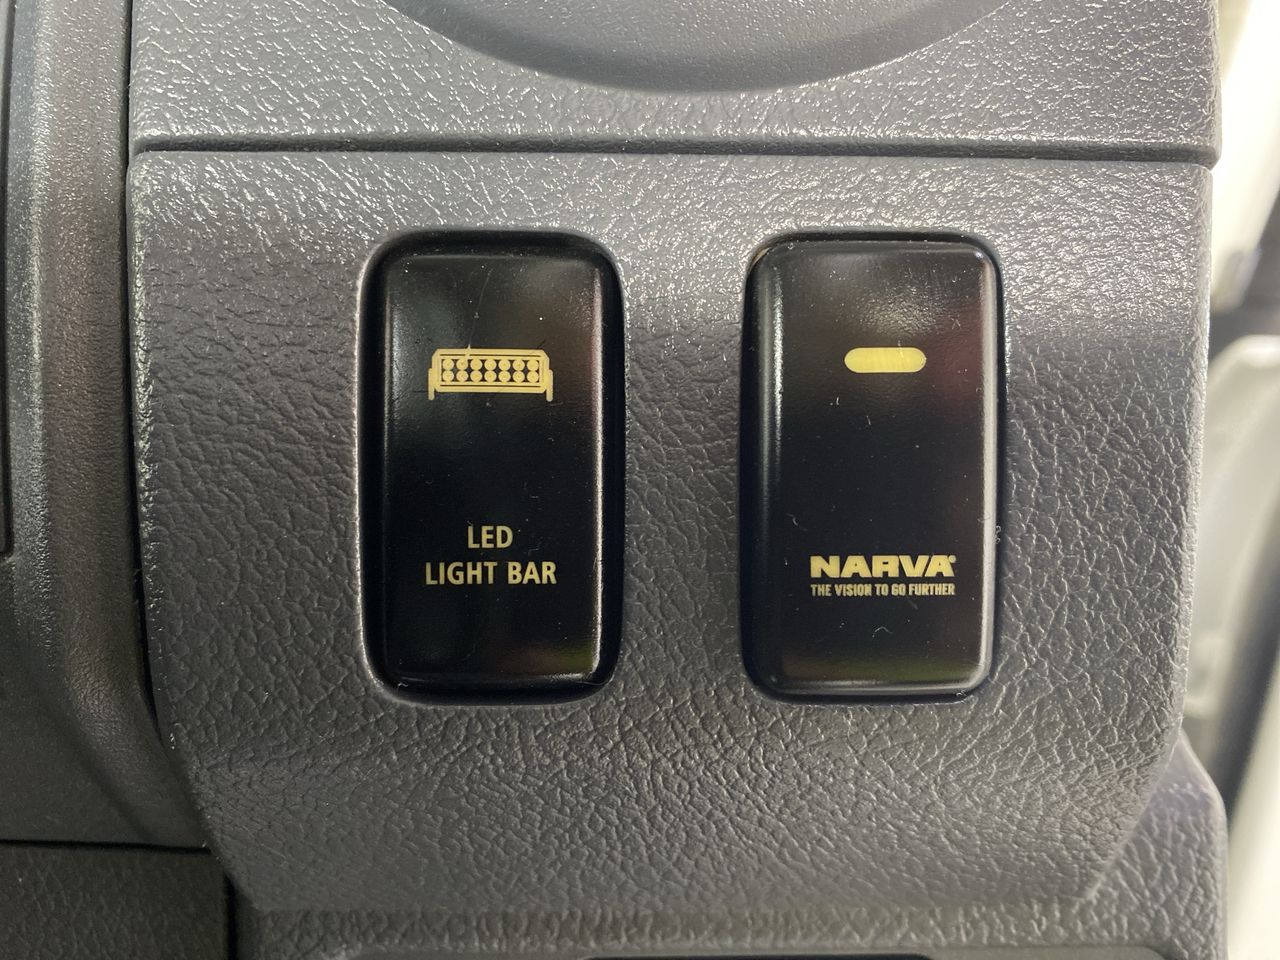 LED
LIGHT BAR
NARVA®
THE VISION TO GO FURTHER